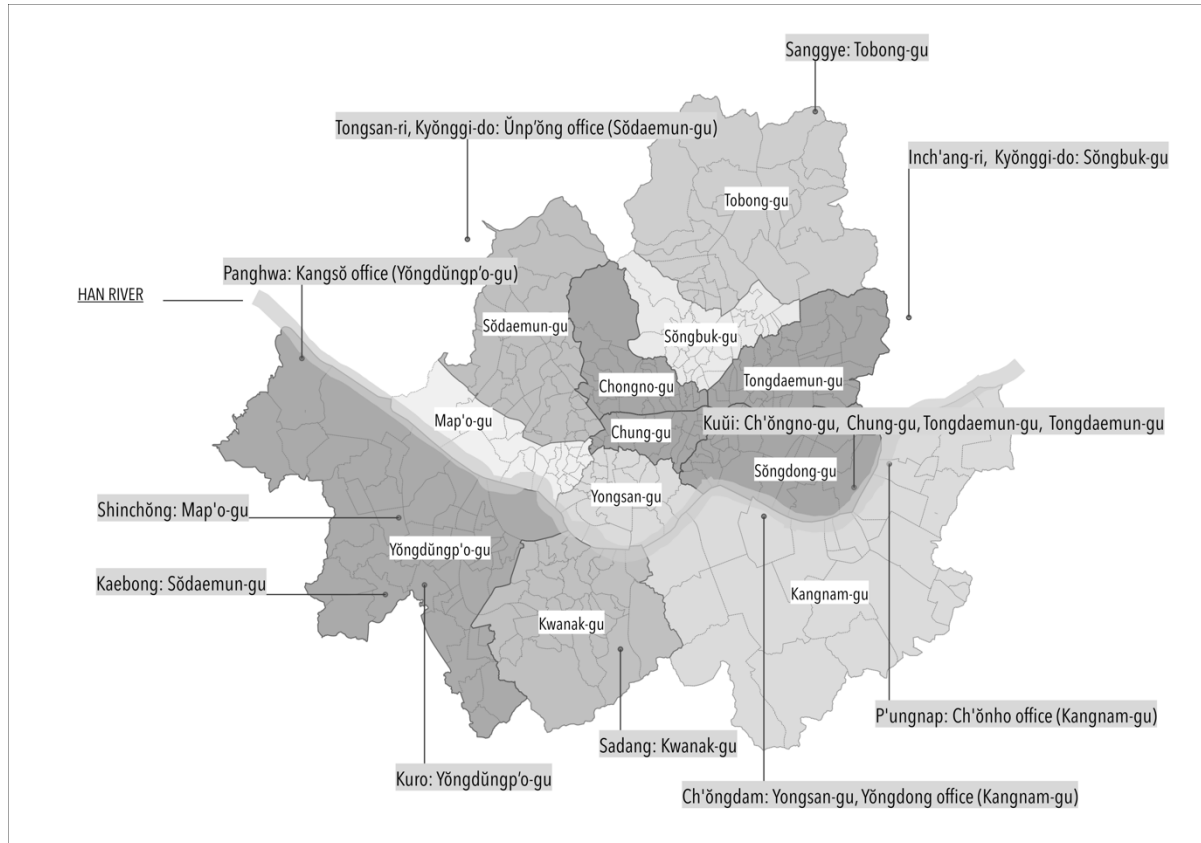 Sanggye: Tobong-gu
Tongsan-ri, Kyŏnggi-do: Ŭnp'ŏng office (Sŏdaemun-gu)
Inch'ang-ri, Kyŏnggi-do: Sŏngbuk-gu
Tobong-gu
Panghwa: Kangsŏ office (Yŏngdŭngp'o-gu)
HAN RIVER
Sŏdaemun-gu
Sŏngbuk-gu
Chongno-gu
Tongdaemun-gu
Map'o-gu
Chung-gu
Kuŭi: Ch'ŏngno-gu, Chung-gu, Tongdaemun-gu, Tongdaemun-gu
Sŏngdong-gu
Yongsan-gu
Shinchŏng: Map'o-gu
Yŏngdŭngp'o-gu
Kaebong: Sŏdaemun-gu
Kangnam-gu
Kwanak-gu
P'ungnap: Ch'ŏnho office (Kangnam-gu)
Sadang: Kwanak-gu
Kuro: Yŏngdŭngp'o-gu
Ch'ŏngdam: Yongsan-gu, Yŏngdong office (Kangnam-gu)